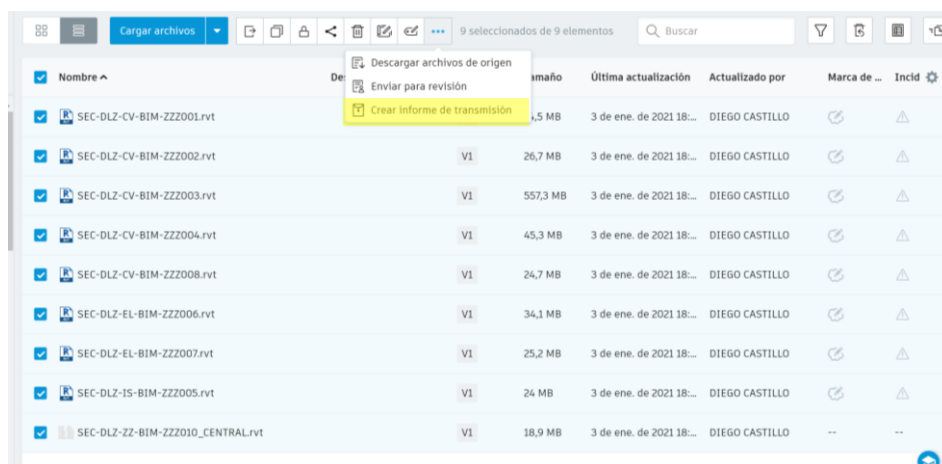 Cargar archivos 9 seleccionados de 9 elementos Buscar
Descargar archivos de origen
Enviar para revisión
Crear informe de transmisión
Nombre De amaño Última actualización Actualizado por Marca de ... Incid
SEC-DLZ-CV-BIM-ZZZ001.rvt ,5 MB 3 de ene. de 2021 18:... DIEGO CASTILLO
SEC-DLZ-CV-BIM-ZZZ002.rvt V1 26,7 MB 3 de ene. de 2021 18:... DIEGO CASTILLO
SEC-DLZ-CV-BIM-ZZZ003.rvt V1 557,3 MB 3 de ene. de 2021 18:... DIEGO CASTILLO
SEC-DLZ-CV-BIM-ZZZ004.rvt V1 45,3 MB 3 de ene. de 2021 18:... DIEGO CASTILLO
SEC-DLZ-CV-BIM-ZZZ008.rvt V1 24,7 MB 3 de ene. de 2021 18:... DIEGO CASTILLO
SEC-DLZ-EL-BIM-ZZZ006.rvt V1 34,1 MB 3 de ene. de 2021 18:... DIEGO CASTILLO
SEC-DLZ-EL-BIM-ZZZ007.rvt V1 25,2 MB 3 de ene. de 2021 18:... DIEGO CASTILLO
SEC-DLZ-IS-BIM-ZZZ005.rvt V1 24 MB 3 de ene. de 2021 18:... DIEGO CASTILLO
SEC-DLZ-ZZ-BIM-ZZZ010_CENTRAL.rvt V1 18,9 MB 3 de ene. de 2021 18:... DIEGO CASTILLO -- --